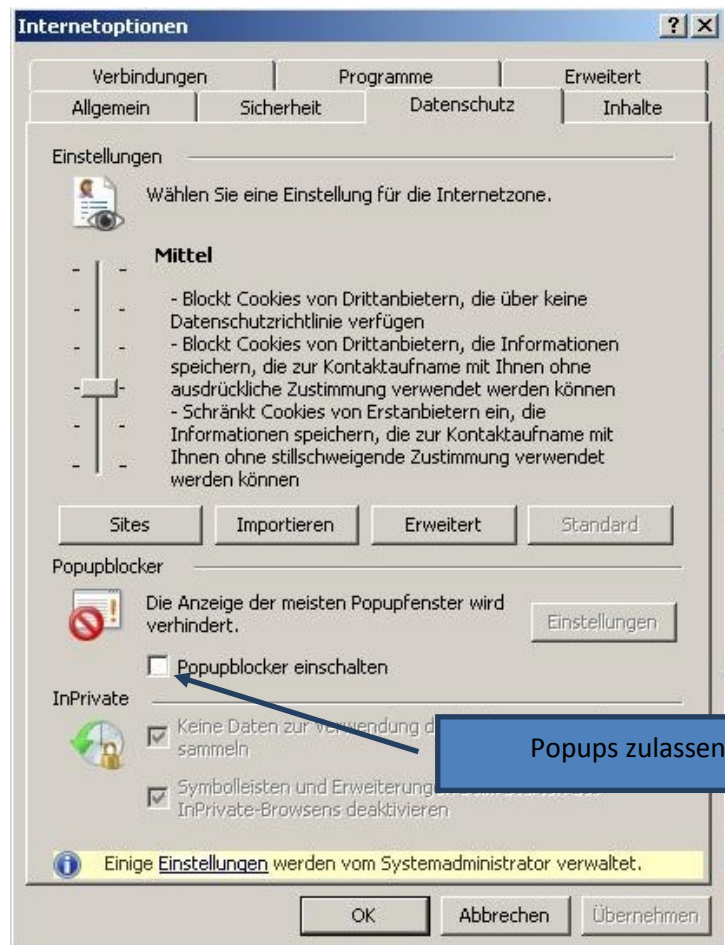 Internetoptionen
Verbindungen Programme Erweitert
Allgemein Sicherheit Datenschutz Inhalte
Einstellungen
Wählen Sie eine Einstellung für die Internetzone.
Mittel
- Blockt Cookies von Drittanbietern, die über keine
Datenschutzrichtlinie verfügen
- Blockt Cookies von Drittanbietern, die Informationen
speichern, die zur Kontaktaufname mit Ihnen ohne
ausdrückliche Zustimmung verwendet werden können
- Schränkt Cookies von Erstanbietern ein, die
Informationen speichern, die zur Kontaktaufname mit
Ihnen ohne stillschweigende Zustimmung verwendet
werden können
Sites Importieren Erweitert Standard
Popupblocker
Die Anzeige der meisten Popupfenster wird
verhindert.
Einstellungen
Popupblocker einschalten
InPrivate
Keine Daten zur Verwendung
sammeln
Popups zulassen
Symbolleisten und
InPrivate-Browsens deaktivieren
Einige Einstellungen werden vom Systemadministrator verwaltet.
OK Abbrechen Übernehmen